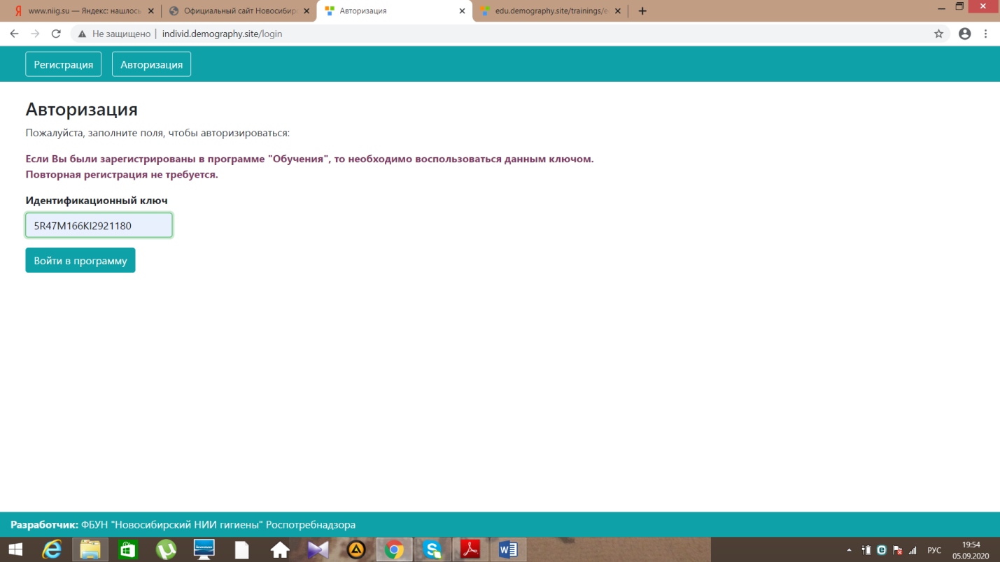 www.niig.su — Яндекс: нашлось
Официальный сайт Новосибир
Авторизация
edu.demography.site/trainings/e
Не защищено | individ.demography.site/login
Регистрация
Авторизация
Авторизация
Пожалуйста, заполните поля, чтобы авторизироваться:
Если Вы были зарегистрированы в программе "Обучения", то необходимо воспользоваться данным ключом.
Повторная регистрация не требуется.
Идентификационный ключ
5R47M166KI2921180
Войти в программу
Разработчик: ФБУН "Новосибирский НИИ гигиены" Роспотребнадзора
РУС
19:54
05.09.2020